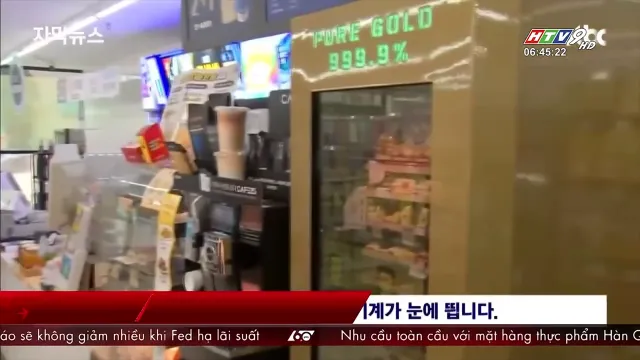 자막뉴스
HTV9 HD
06:45:22
PURE GOLD
999.9%
계가 눈에 띕니다.
áo sẽ không giảm nhiều khi Fed hạ lãi suất
60
Nhu cầu toàn cầu với mặt hàng thực phẩm Hàn Q